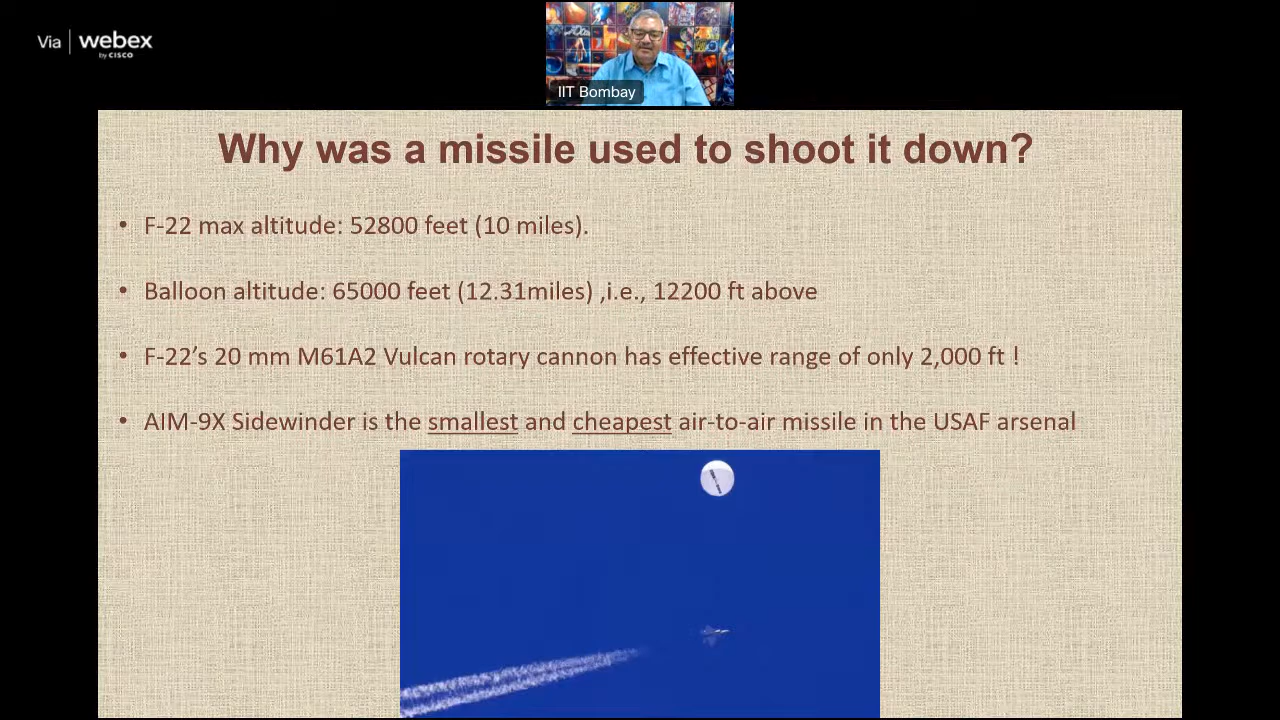 Via webex
by CISCO
IIT Bombay
Why was a missile used to shoot it down?
• F-22 max altitude: 52800 feet (10 miles).
• Balloon altitude: 65000 feet (12.31miles) ,i.e., 12200 ft above
• F-22’s 20 mm M61A2 Vulcan rotary cannon has effective range of only 2,000 ft !
• AIM-9X Sidewinder is the smallest and cheapest air-to-air missile in the USAF arsenal